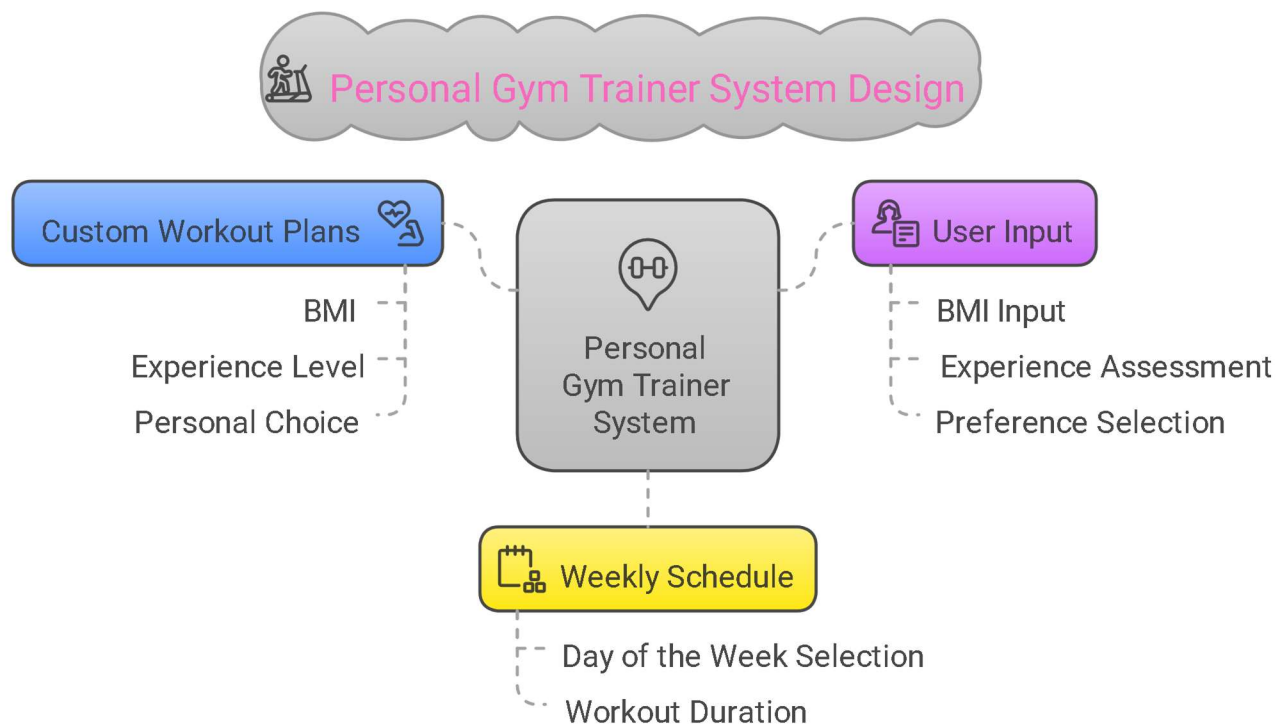 Personal Gym Trainer System Design
Custom Workout Plans
BMI
Experience Level
Personal Choice
Personal
Gym Trainer
System
User Input
BMI Input
Experience Assessment
Preference Selection
Weekly Schedule
Day of the Week Selection
Workout Duration